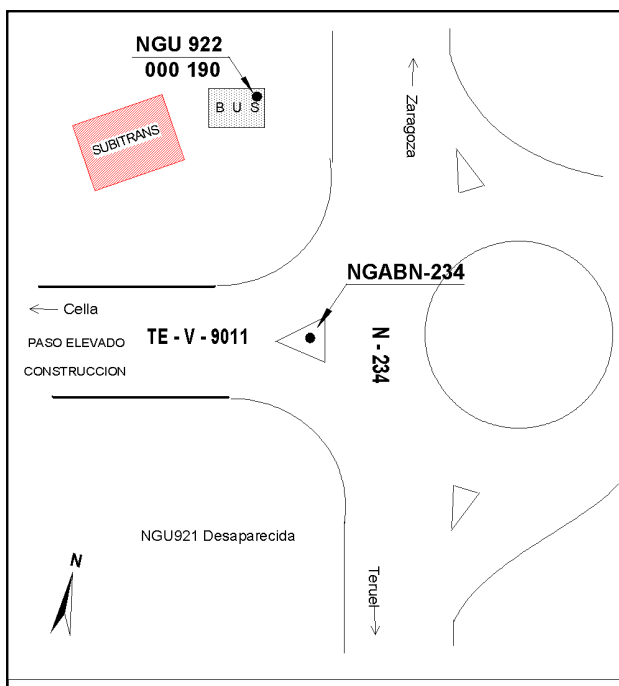 NGU 922
000 190
B U S
SUBITRANS
Zaragoza
NGABN-234
Cella
TE - V - 9011
N - 234
PASO ELEVADO
CONSTRUCCION
NGU921 Desaparecida
N
Teruel